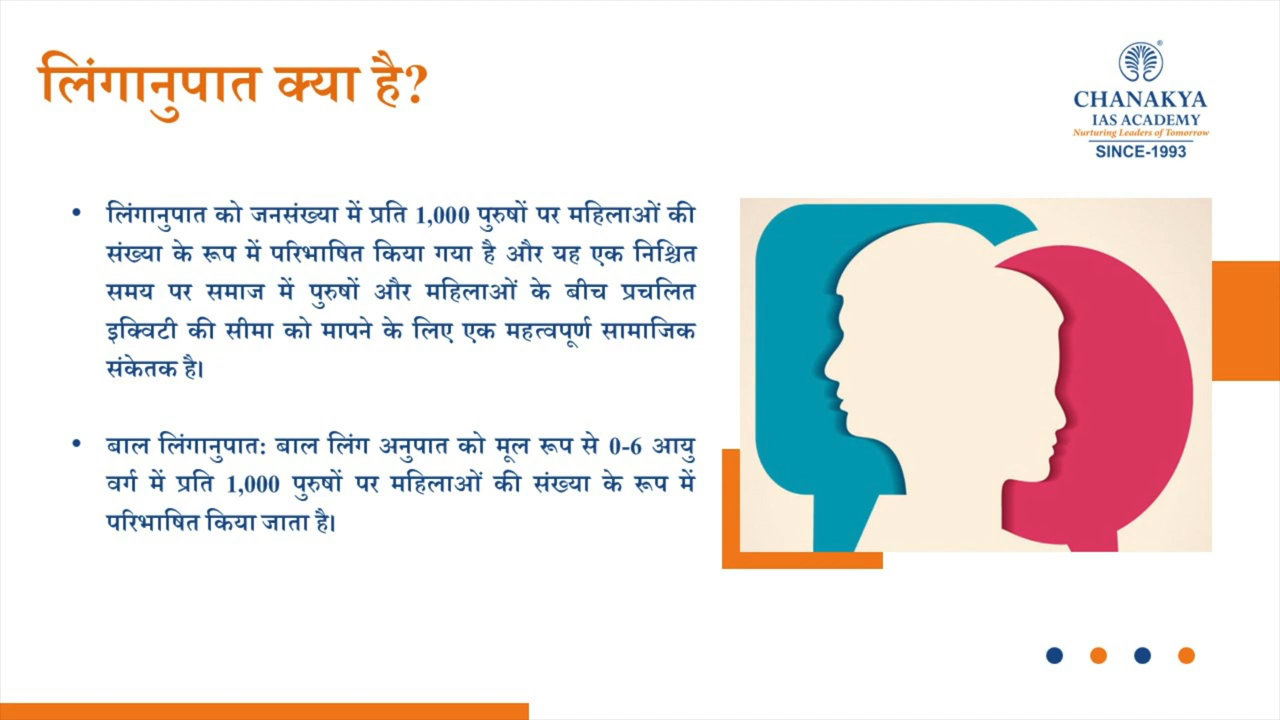 लिंगानुपात क्या है?
CHANAKYA
IAS ACADEMY
Nurturing Leaders of Tomorrow
SINCE-1993
• लिंगानुपात को जनसंख्या में प्रति 1,000 पुरुषों पर महिलाओं की
संख्या के रूप में परिभाषित किया गया है और यह एक निश्चित
समय पर समाज में पुरुषों और महिलाओं के बीच प्रचलित
इक्विटी की सीमा को मापने के लिए एक महत्वपूर्ण सामाजिक
संकेतक है।
• बाल लिंगानुपात: बाल लिंग अनुपात को मूल रूप से 0-6 आयु
वर्ग में प्रति 1,000 पुरुषों पर महिलाओं की संख्या के रूप में
परिभाषित किया जाता है।